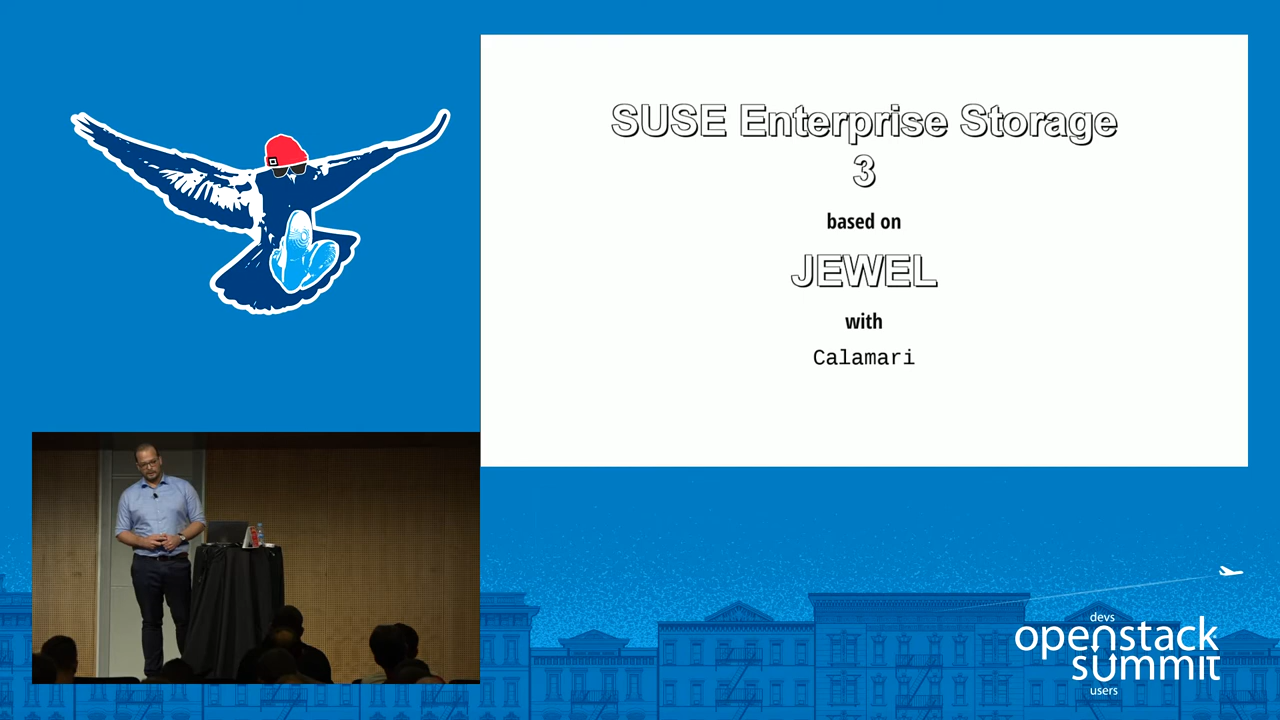 SUSE Enterprise Storage
3
based on
JEWEL
with
Calamari
devs
openstack
summit
users